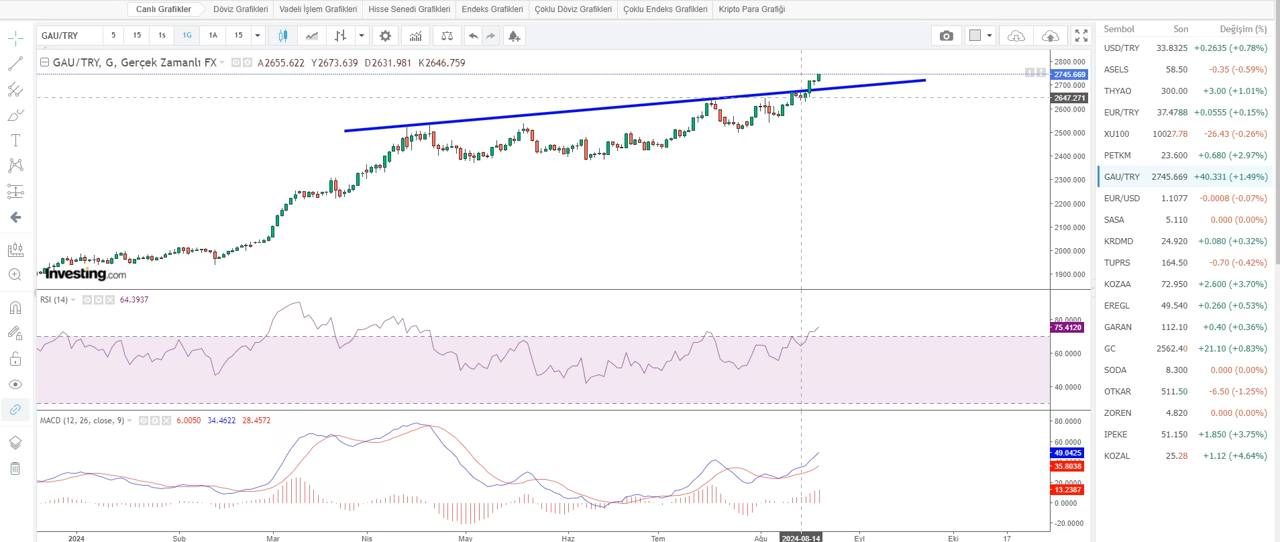 Canlı Grafikler Döviz Grafikleri Vadeli İşlem Grafikleri Hisse Senedi Grafikleri Endeks Grafikleri Çoklu Döviz Grafikleri Çoklu Endeks Grafikleri Kripto Para Grafiği
GAU/TRY 5 15 1s 1G 1A 15
GAU/TRY, G, Gerçek Zamanlı FX A2655.622 Y2673.639 D2631.981 K2646.759
2800.000
2745.669
2700.000
2647.271
2600.000
2500.000
2400.000
2300.000
2200.000
2100.000
2000.000
1900.000
Investing.com
RSI (14) 64.3937
80.0000
75.4120
60.0000
40.0000
MACD (12, 26, close, 9) 6.0050 34.4622 28.4572
80.0000
60.0000
49.0425
35.8038
20.0000
13.2387
0.0000
-20.0000
2024 Şub Mar Nis May Haz Tem Ağu 2024-08-14 Eyl Eki 17
Sembol Son Değişim (%)
USD/TRY 33.8325 +0.2635 (+0.78%)
ASELS 58.50 -0.35 (-0.59%)
THYAO 300.00 +3.00 (+1.01%)
EUR/TRY 37.4788 +0.0555 (+0.15%)
XU100 10027.78 -26.43 (-0.26%)
PETKM 23.600 +0.680 (+2.97%)
GAU/TRY 2745.669 +40.331 (+1.49%)
EUR/USD 1.1077 -0.0008 (-0.07%)
SASA 5.110 0.000 (0.00%)
KRDMD 24.920 +0.080 (+0.32%)
TUPRS 164.50 -0.70 (-0.42%)
KOZAA 72.950 +2.600 (+3.70%)
EREGL 49.540 +0.260 (+0.53%)
GARAN 112.10 +0.40 (+0.36%)
GC 2562.40 +21.10 (+0.83%)
SODA 8.300 0.000 (0.00%)
OTKAR 511.50 -6.50 (-1.25%)
ZOREN 4.820 0.000 (0.00%)
IPEKE 51.150 +1.850 (+3.75%)
KOZAL 25.28 +1.12 (+4.64%)